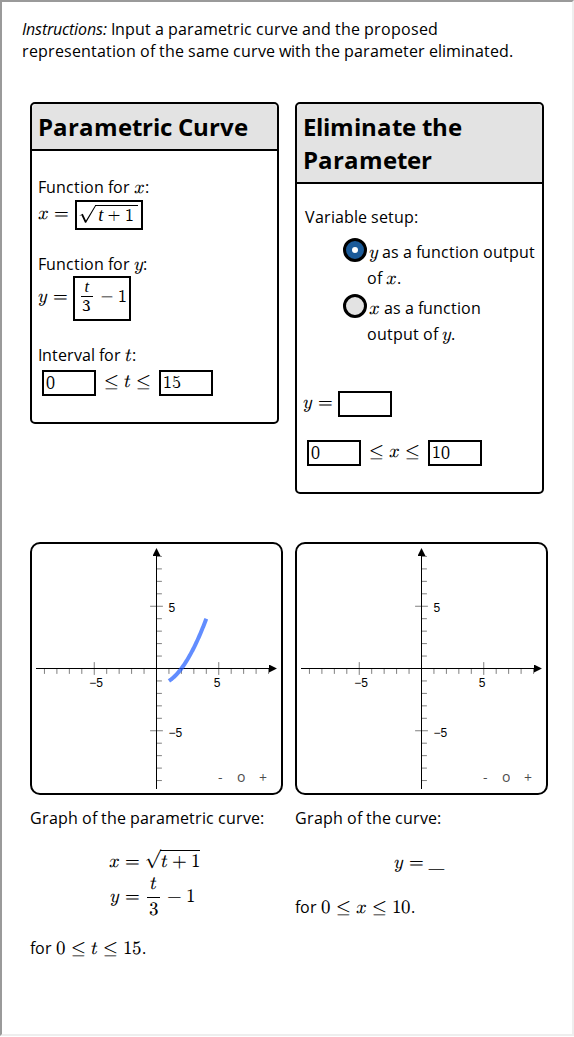 Instructions: Input a parametric curve and the proposed
representation of the same curve with the parameter eliminated.
Parametric Curve
Function for x:
x = √t + 1
Function for y:
y = t/3 − 1
Interval for t:
0 ≤ t ≤ 15
Eliminate the
Parameter
Variable setup:
y as a function output
of x.
x as a function
output of y.
y =
0 ≤ x ≤ 10
5
−5
5
−5
- o +
5
−5
5
−5
- o +
Graph of the parametric curve:
x = √t + 1
y = t/3 − 1
for 0 ≤ t ≤ 15.
Graph of the curve:
y = _
for 0 ≤ x ≤ 10.